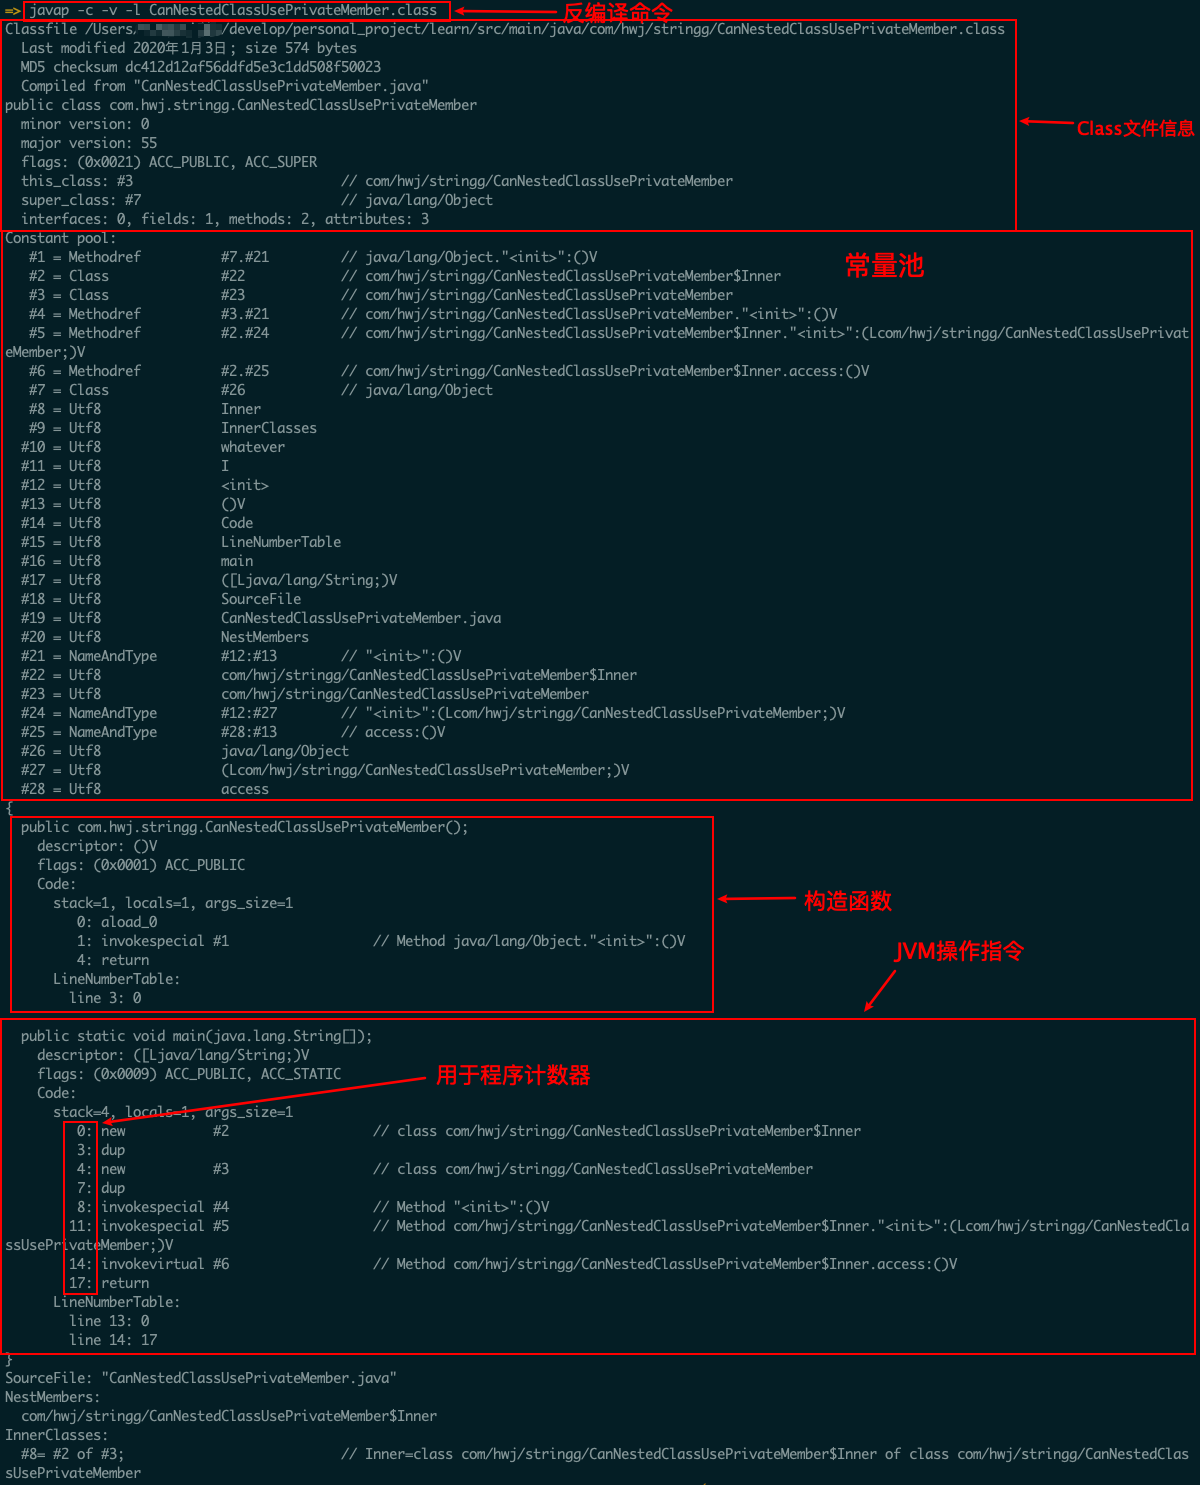 => javap -c -v -l CanNestedClassUsePrivateMember.class 反编译命令
Classfile /Users/ /develop/personal_project/learn/src/main/java/com/hwj/stringg/CanNestedClassUsePrivateMember.class
Last modified 2020年1月3日; size 574 bytes
MD5 checksum dc412d12af56ddfd5e3c1dd508f50023
Compiled from "CanNestedClassUsePrivateMember.java"
public class com.hwj.stringg.CanNestedClassUsePrivateMember
minor version: 0
Class文件信息
major version: 55
flags: (0x0021) ACC_PUBLIC, ACC_SUPER
this_class: #3 // com/hwj/stringg/CanNestedClassUsePrivateMember
super_class: #7 // java/lang/Object
interfaces: 0, fields: 1, methods: 2, attributes: 3
Constant pool:
#1 = Methodref #7.#21 // java/lang/Object."<init>":()V
常量池
#2 = Class #22 // com/hwj/stringg/CanNestedClassUsePrivateMember$Inner
#3 = Class #23 // com/hwj/stringg/CanNestedClassUsePrivateMember
#4 = Methodref #3.#21 // com/hwj/stringg/CanNestedClassUsePrivateMember."<init>":()V
#5 = Methodref #2.#24 // com/hwj/stringg/CanNestedClassUsePrivateMember$Inner."<init>":(Lcom/hwj/stringg/CanNestedClassUsePrivat
eMember;)V
#6 = Methodref #2.#25 // com/hwj/stringg/CanNestedClassUsePrivateMember$Inner.access:()V
#7 = Class #26 // java/lang/Object
#8 = Utf8 Inner
#9 = Utf8 InnerClasses
#10 = Utf8 whatever
#11 = Utf8 I
#12 = Utf8 <init>
#13 = Utf8 ()V
#14 = Utf8 Code
#15 = Utf8 LineNumberTable
#16 = Utf8 main
#17 = Utf8 ([Ljava/lang/String;)V
#18 = Utf8 SourceFile
#19 = Utf8 CanNestedClassUsePrivateMember.java
#20 = Utf8 NestMembers
#21 = NameAndType #12:#13 // "<init>":()V
#22 = Utf8 com/hwj/stringg/CanNestedClassUsePrivateMember$Inner
#23 = Utf8 com/hwj/stringg/CanNestedClassUsePrivateMember
#24 = NameAndType #12:#27 // "<init>":(Lcom/hwj/stringg/CanNestedClassUsePrivateMember;)V
#25 = NameAndType #28:#13 // access:()V
#26 = Utf8 java/lang/Object
#27 = Utf8 (Lcom/hwj/stringg/CanNestedClassUsePrivateMember;)V
#28 = Utf8 access
{
public com.hwj.stringg.CanNestedClassUsePrivateMember();
descriptor: ()V
flags: (0x0001) ACC_PUBLIC
Code:
stack=1, locals=1, args_size=1
构造函数
0: aload_0
1: invokespecial #1 // Method java/lang/Object."<init>":()V
JVM操作指令
4: return
LineNumberTable:
line 3: 0
public static void main(java.lang.String[]);
descriptor: ([Ljava/lang/String;)V
flags: (0x0009) ACC_PUBLIC, ACC_STATIC
用于程序计数器
Code:
stack=4, locals=1, args_size=1
0: new #2 // class com/hwj/stringg/CanNestedClassUsePrivateMember$Inner
3: dup
4: new #3 // class com/hwj/stringg/CanNestedClassUsePrivateMember
7: dup
8: invokespecial #4 // Method "<init>":()V
11: invokespecial #5 // Method com/hwj/stringg/CanNestedClassUsePrivateMember$Inner."<init>":(Lcom/hwj/stringg/CanNestedCla
ssUsePrivateMember;)V
14: invokevirtual #6 // Method com/hwj/stringg/CanNestedClassUsePrivateMember$Inner.access:()V
17: return
LineNumberTable:
line 13: 0
line 14: 17
}
SourceFile: "CanNestedClassUsePrivateMember.java"
NestMembers:
com/hwj/stringg/CanNestedClassUsePrivateMember$Inner
InnerClasses:
#8= #2 of #3; // Inner=class com/hwj/stringg/CanNestedClassUsePrivateMember$Inner of class com/hwj/stringg/CanNestedClas
sUsePrivateMember